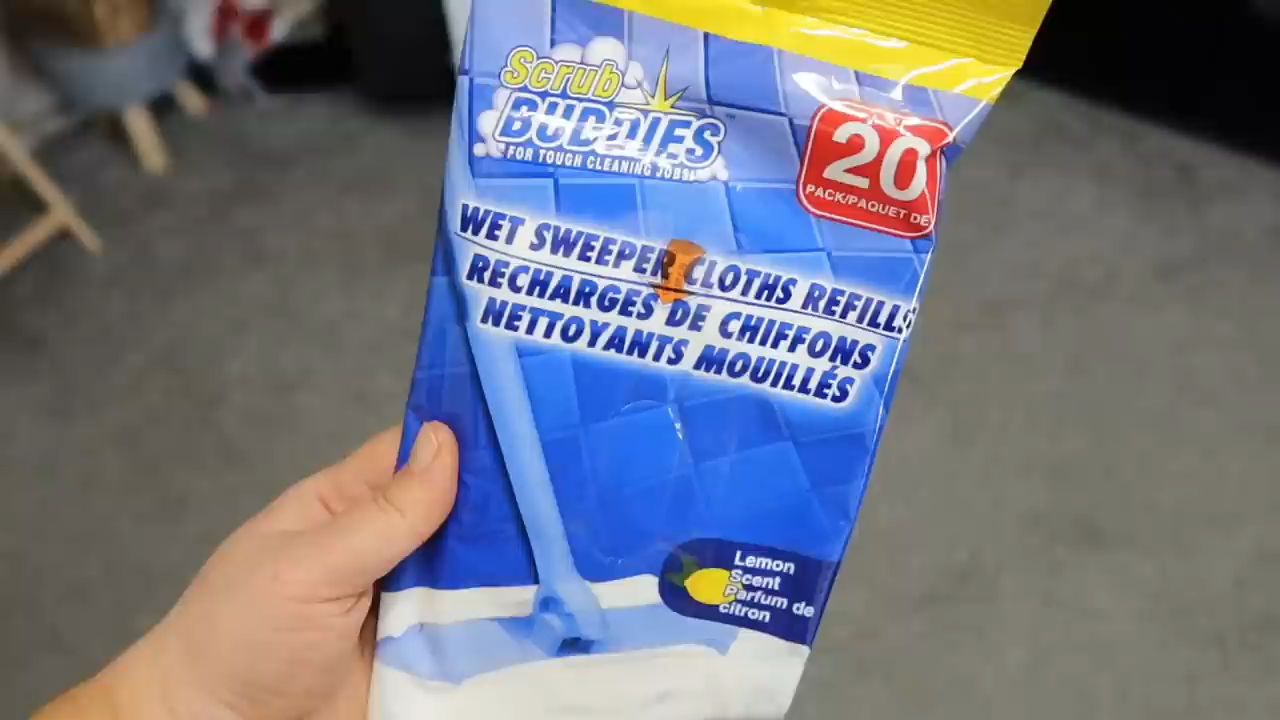 Scrub
BUDDIES™
FOR TOUGH CLEANING JOBS!
20
PACK/PAQUET DE
WET SWEEPER CLOTHS REFILLS
RECHARGES DE CHIFFONS
NETTOYANTS MOUILLÉS
Lemon
Scent
Parfum de
citron